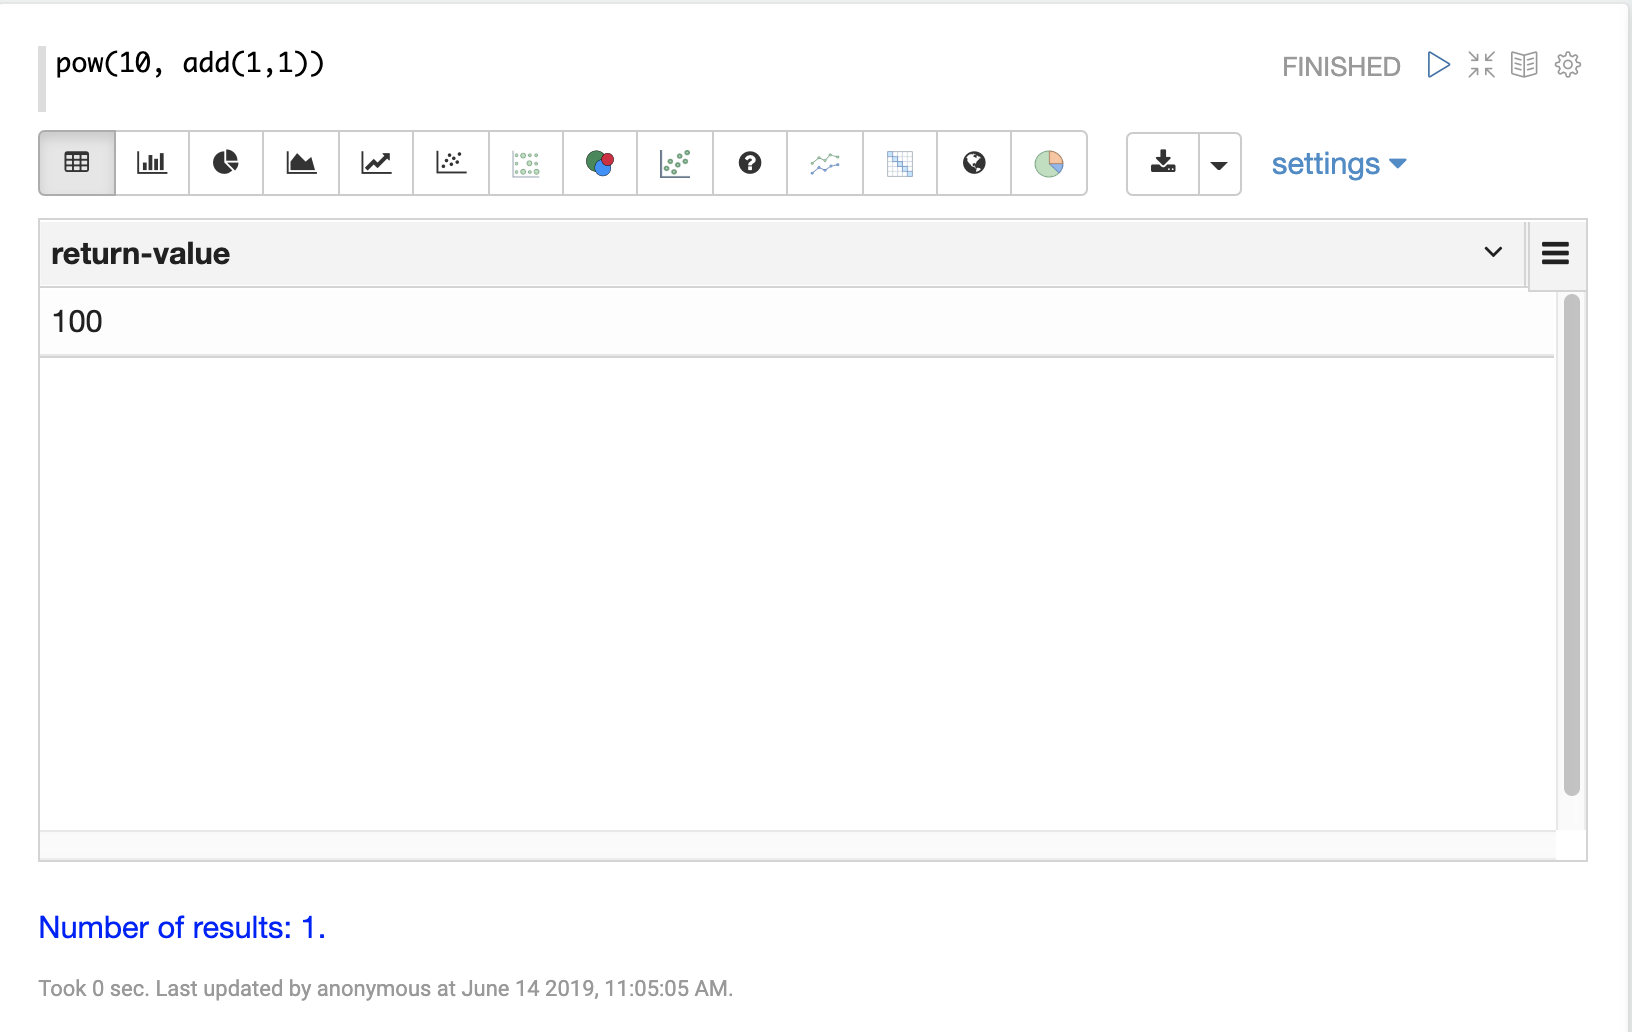 pow(10, add(1,1))
FINISHED
settings
return-value
100
Number of results: 1.
Took 0 sec. Last updated by anonymous at June 14 2019, 11:05:05 AM.